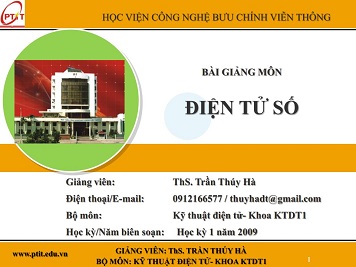 PTIT
HỌC VIỆN CÔNG NGHỆ BƯU CHÍNH VIỄN THÔNG
BÀI GIẢNG MÔN
ĐIỆN TỬ SỐ
Giảng viên: ThS. Trần Thúy Hà
Điện thoại/E-mail: 0912166577 / thuyhadt@gmail.com
Bộ môn: Kỹ thuật điện tử- Khoa KTDT1
Học kỳ/Năm biên soạn: Học kỳ 1 năm 2009
www.ptit.edu.vn
GIẢNG VIÊN: ThS. TRẦN THÚY HÀ
BỘ MÔN: KỸ THUẬT ĐIỆN TỬ- KHOA KTDT1
1